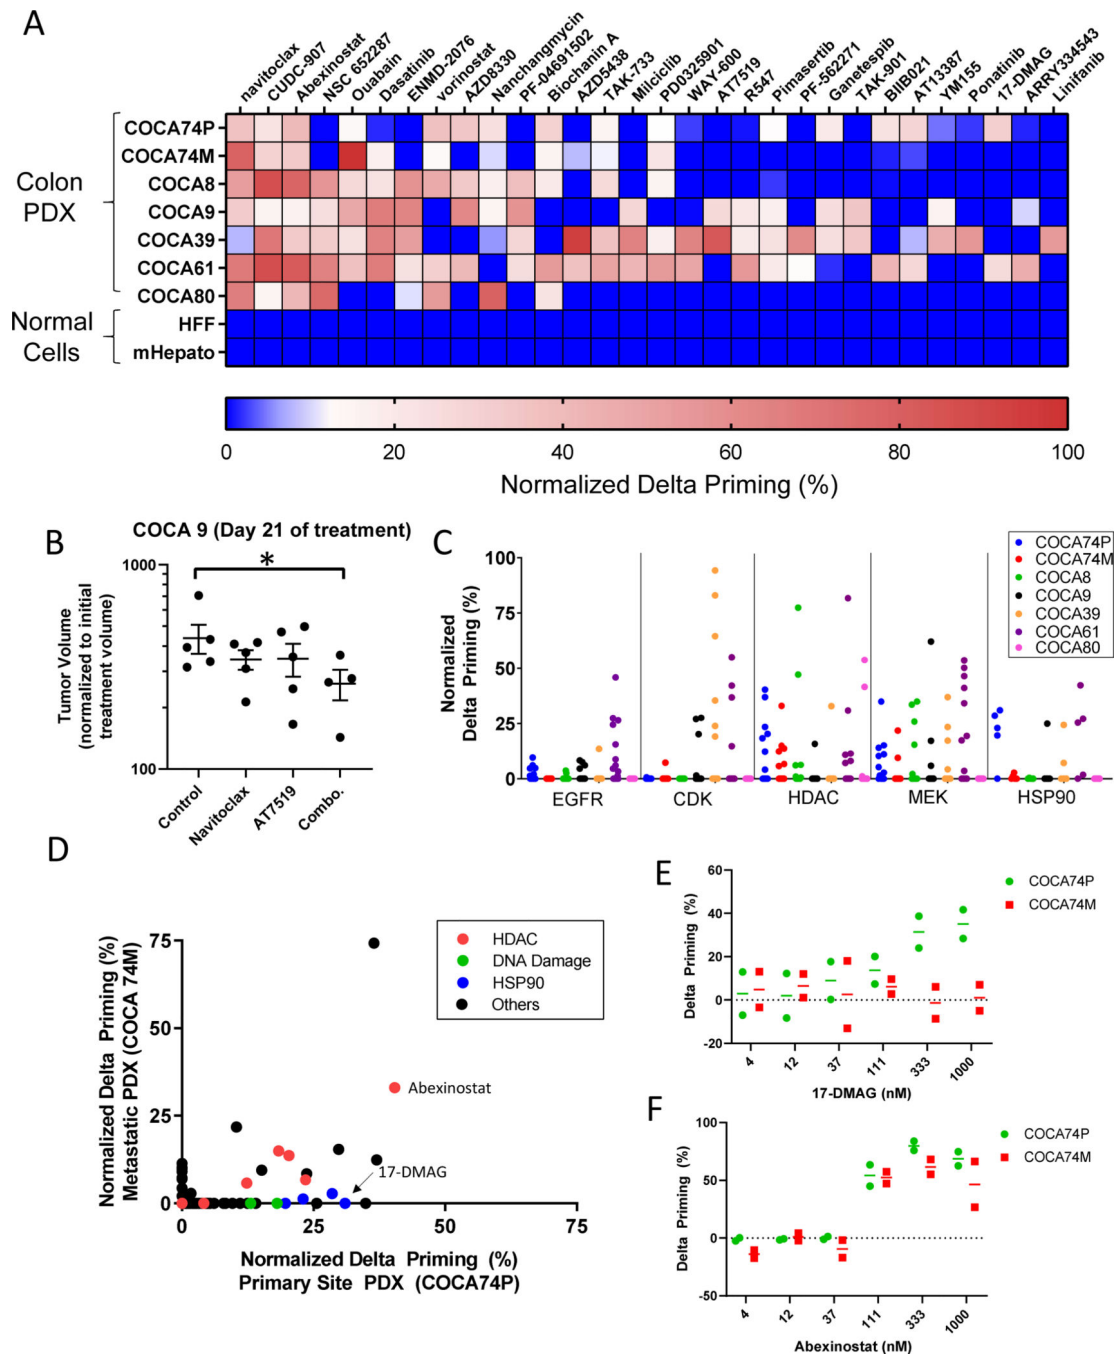 A
navitoclax
CUDC-907
Abexinostat
NSC 652287
Ouabain
Dasatinib
ENMD-2076
vorinostat
AZD8330
Nanchangmycin
PF-04691502
Biochanin A
AZD5438
TAK-733
Milciclib
PD0325901
WAY-600
AT7519
R547
Pimasertib
PF-562271
Ganetespib
TAK-901
BIIB021
AT13387
YM155
Ponatinib
17-DMAG
ARRY334543
Linifanib
Colon
PDX
COCA74P
COCA74M
COCA8
COCA9
COCA39
COCA61
COCA80
Normal
Cells
HFF
mHepato
0 20 40 60 80 100
Normalized Delta Priming (%)
B
COCA 9 (Day 21 of treatment)
*
Tumor Volume
(normalized to initial
treatment volume)
1000
100
Control
Navitoclax
AT7519
Combo.
C
Normalized
Delta Priming (%)
100
75
50
25
0
EGFR CDK HDAC MEK HSP90
COCA74P
COCA74M
COCA8
COCA9
COCA39
COCA61
COCA80
D
Normalized Delta Priming (%)
Metastatic PDX (COCA 74M)
75
50
25
0
HDAC
DNA Damage
HSP90
Others
Abexinostat
17-DMAG
0 25 50 75
Normalized Delta Priming (%)
Primary Site PDX (COCA74P)
E
Delta Priming (%)
60
40
20
0
-20
4 12 37 111 333 1000
17-DMAG (nM)
COCA74P
COCA74M
F
Delta Priming (%)
100
50
0
-50
4 12 37 111 333 1000
Abexinostat (nM)
COCA74P
COCA74M